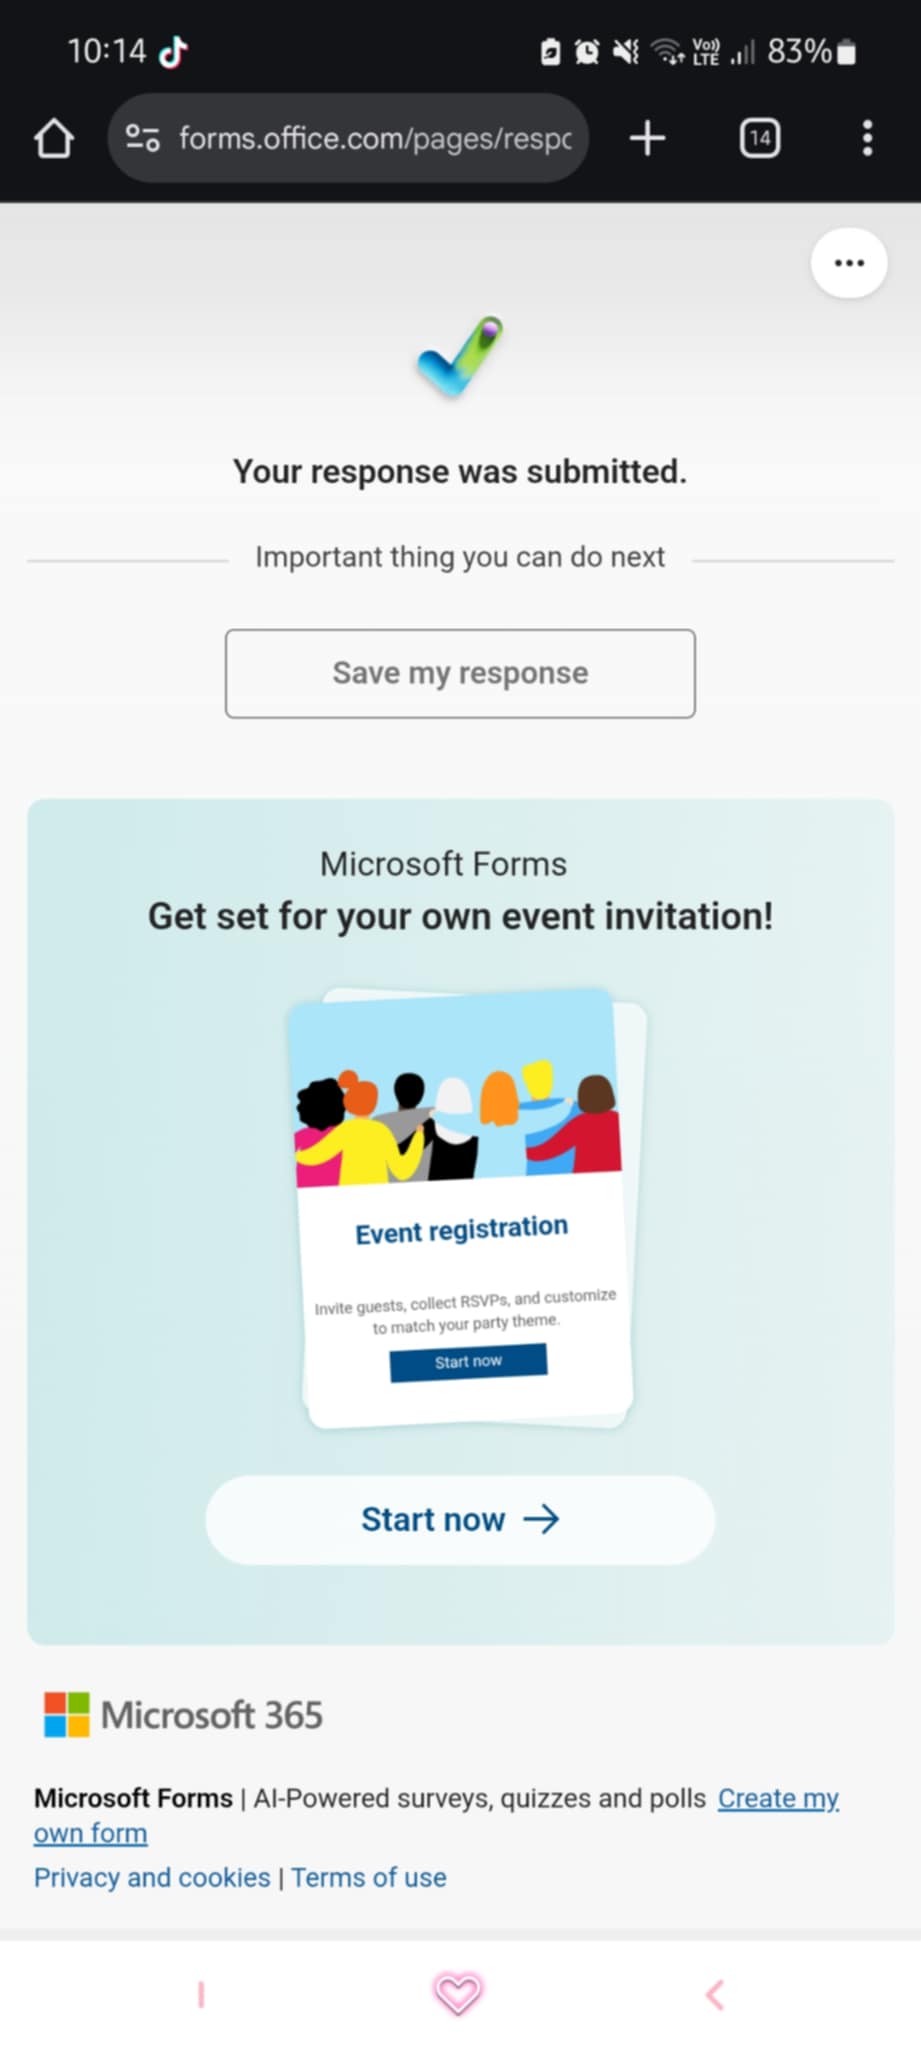 10:14
Vo))
LTE
83%
forms.office.com/pages/respo
14
Your response was submitted.
Important thing you can do next
Save my response
Microsoft Forms
Get set for your own event invitation!
Event registration
Invite guests, collect RSVPs, and customize
to match your party theme.
Start now
Start now →
Microsoft 365
Microsoft Forms | AI-Powered surveys, quizzes and polls Create my
own form
Privacy and cookies | Terms of use